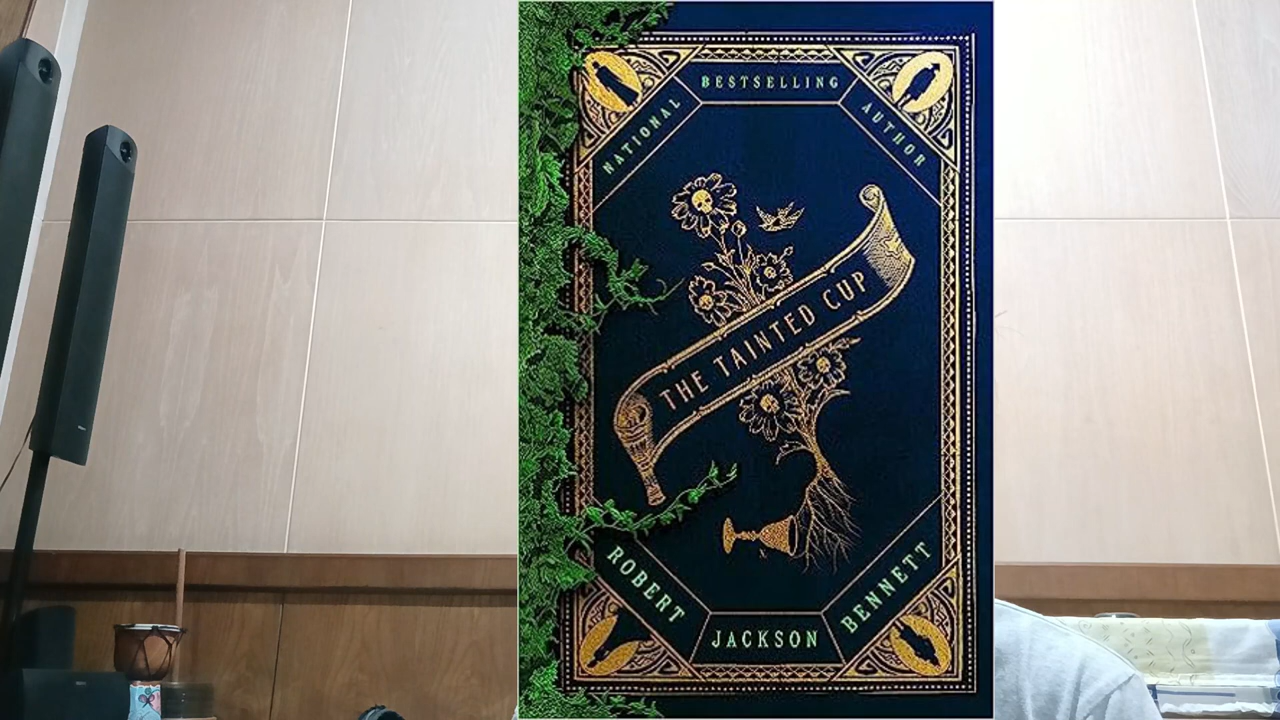 NATIONAL
BESTSELLING
AUTHOR
THE TAINTED CUP
ROBERT
JACKSON
BENNETT